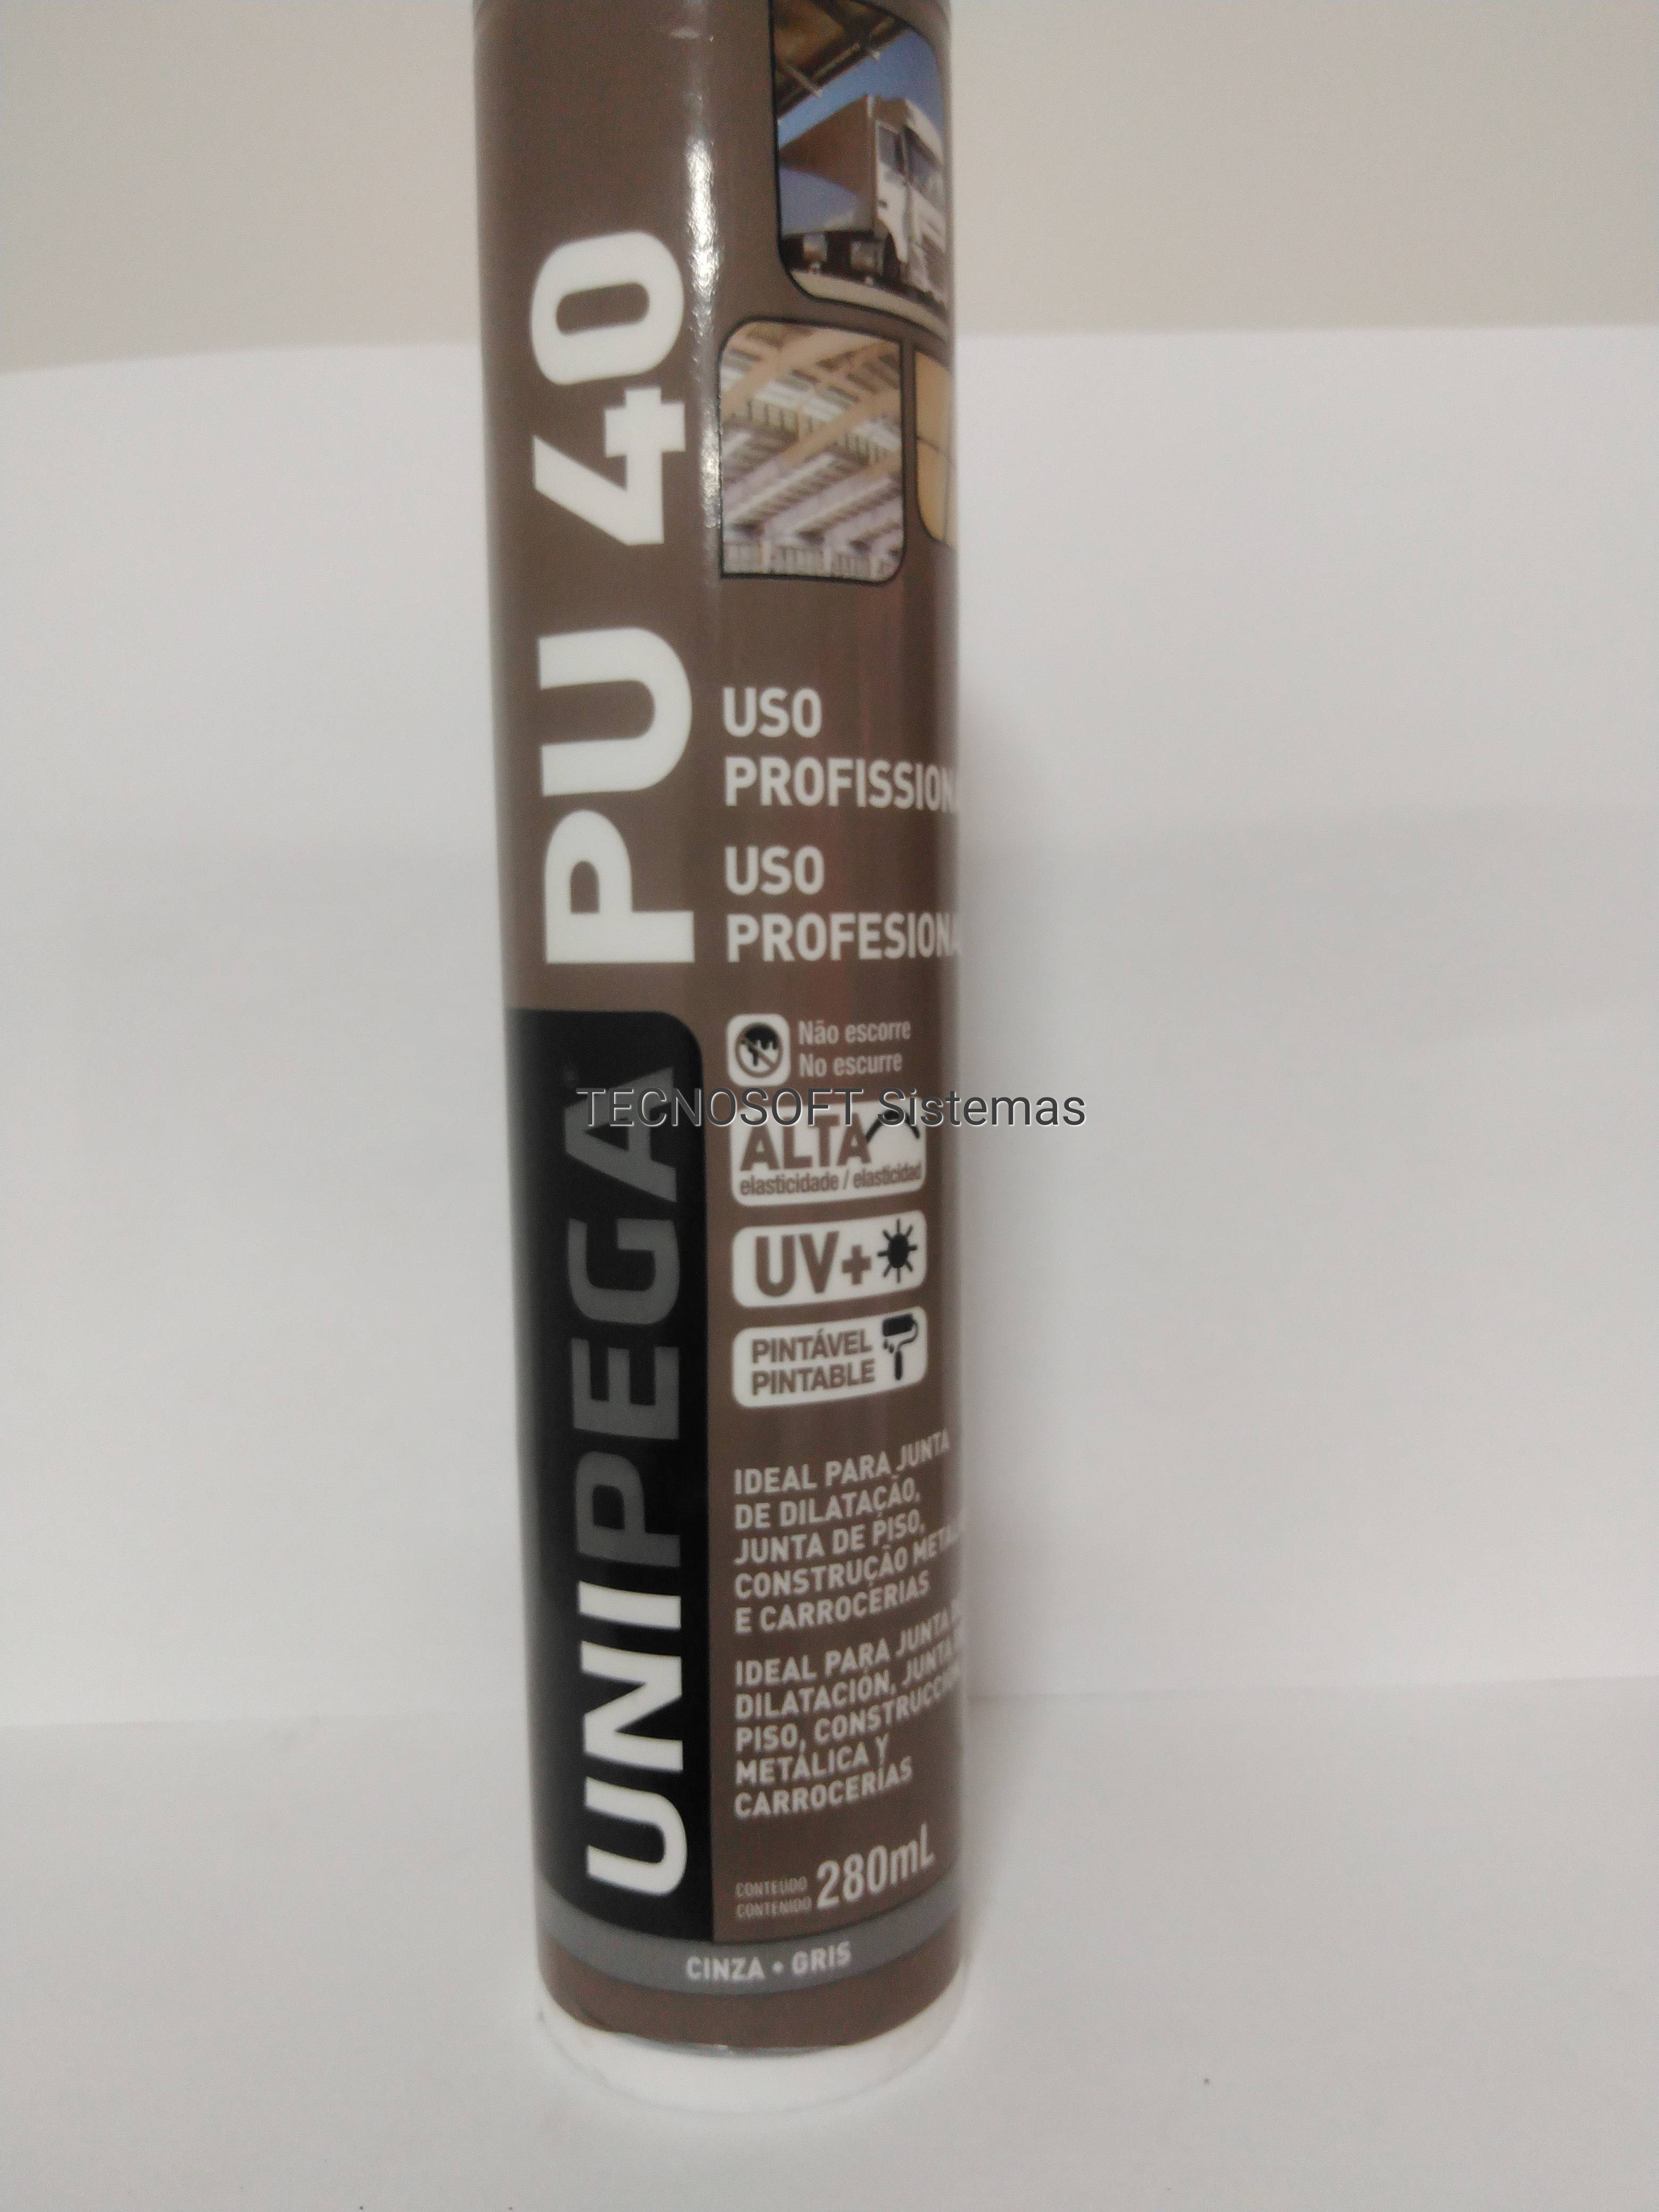 UNIPEGA
PU 40
USO
PROFISSIONA
USO
PROFESIONA
Não escorre
No escurre
TECNOSOFT Sistemas
ALTA
elasticidade / elasticidad
UV+
PINTÁVEL
PINTABLE
IDEAL PARA JUNTA
DE DILATAÇÃO,
JUNTA DE PISO,
CONSTRUÇÃO
E CARROCERIAS
IDEAL PARA JUNTA
DILATACIÓN, JUNTA
PISO,
METÁLICA Y
CARROCERÍAS
CONTEÚDO
CONTENIDO
280mL
CINZA • GRIS